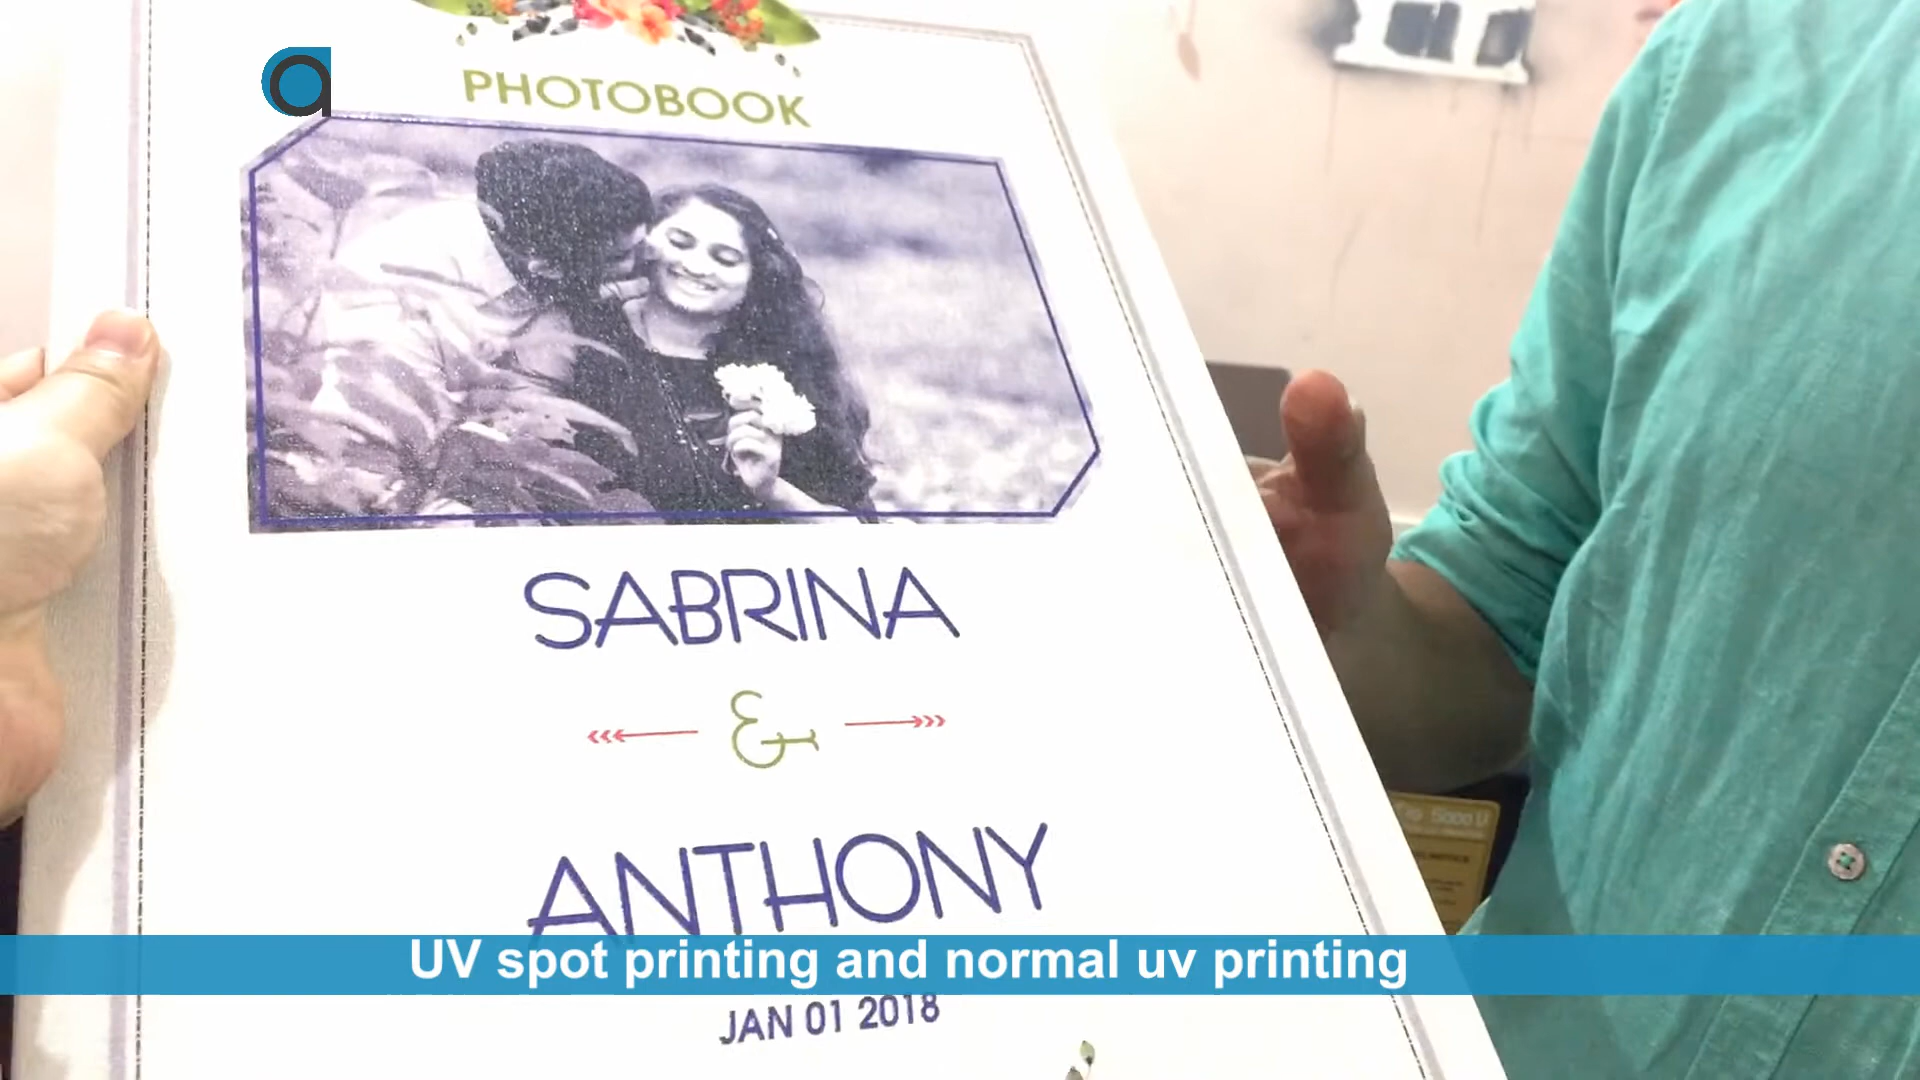 PHOTOBOOK
SABRINA
&
ANTHONY
UV spot printing and normal uv printing
JAN 01 2018